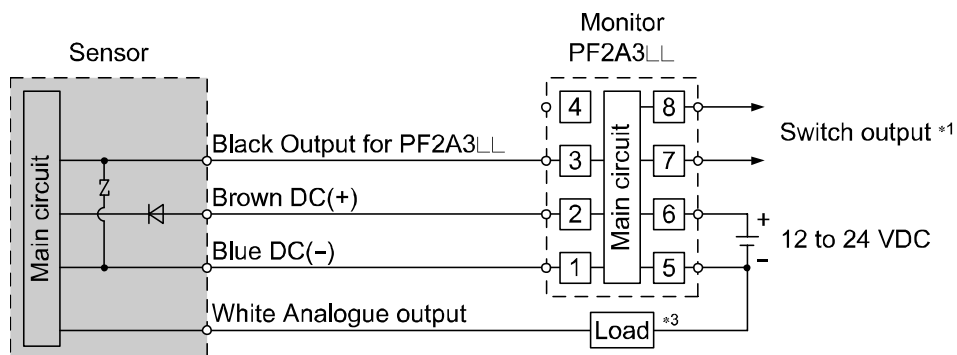 Monitor
PF2A3□□
Sensor
Main circuit
Black Output for PF2A3□□
Brown DC(+)
Blue DC(−)
White Analogue output
4
3
2
1
Main circuit
8
7
6
5
Switch output *1
+
12 to 24 VDC
−
Load *3